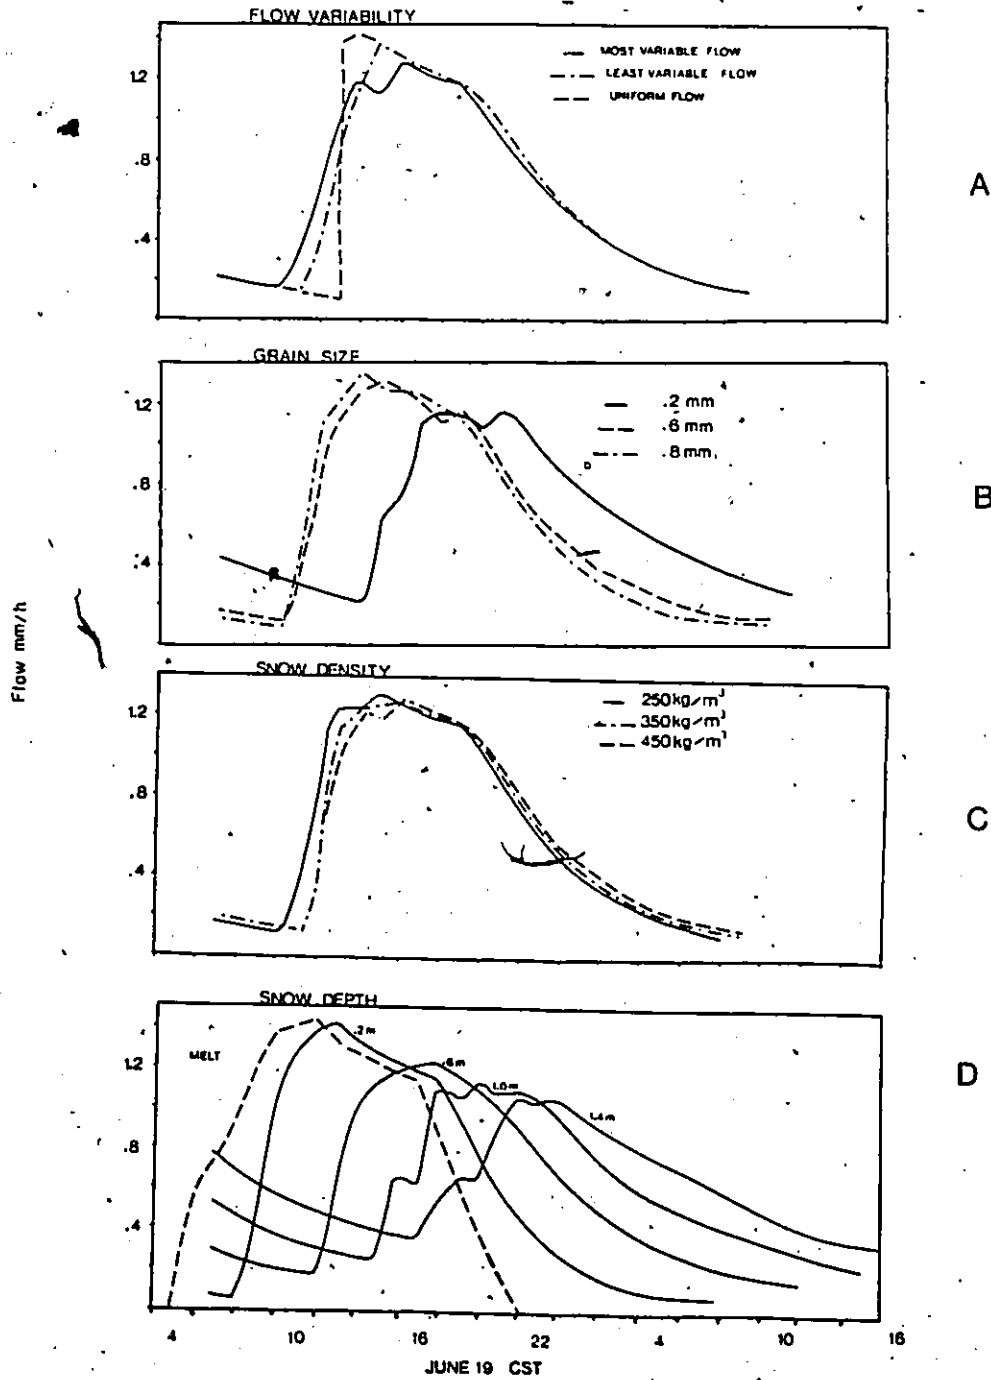 FLOW VARIABILITY
1.2
.8
.4
MOST VARIABLE FLOW
LEAST VARIABLE FLOW
UNIFORM FLOW
A
GRAIN SIZE
1.2
.8
.4
.2 mm
.6 mm
.8 mm
B
Flow mm/h
SNOW DENSITY
1.2
.8
.4
250kg/m³
350kg/m³
450kg/m³
C
SNOW DEPTH
1.2
.8
.4
MELT
.2m
.6m
1.0m
1.4m
D
4 10 16 22 4 10 16
JUNE 19 CST